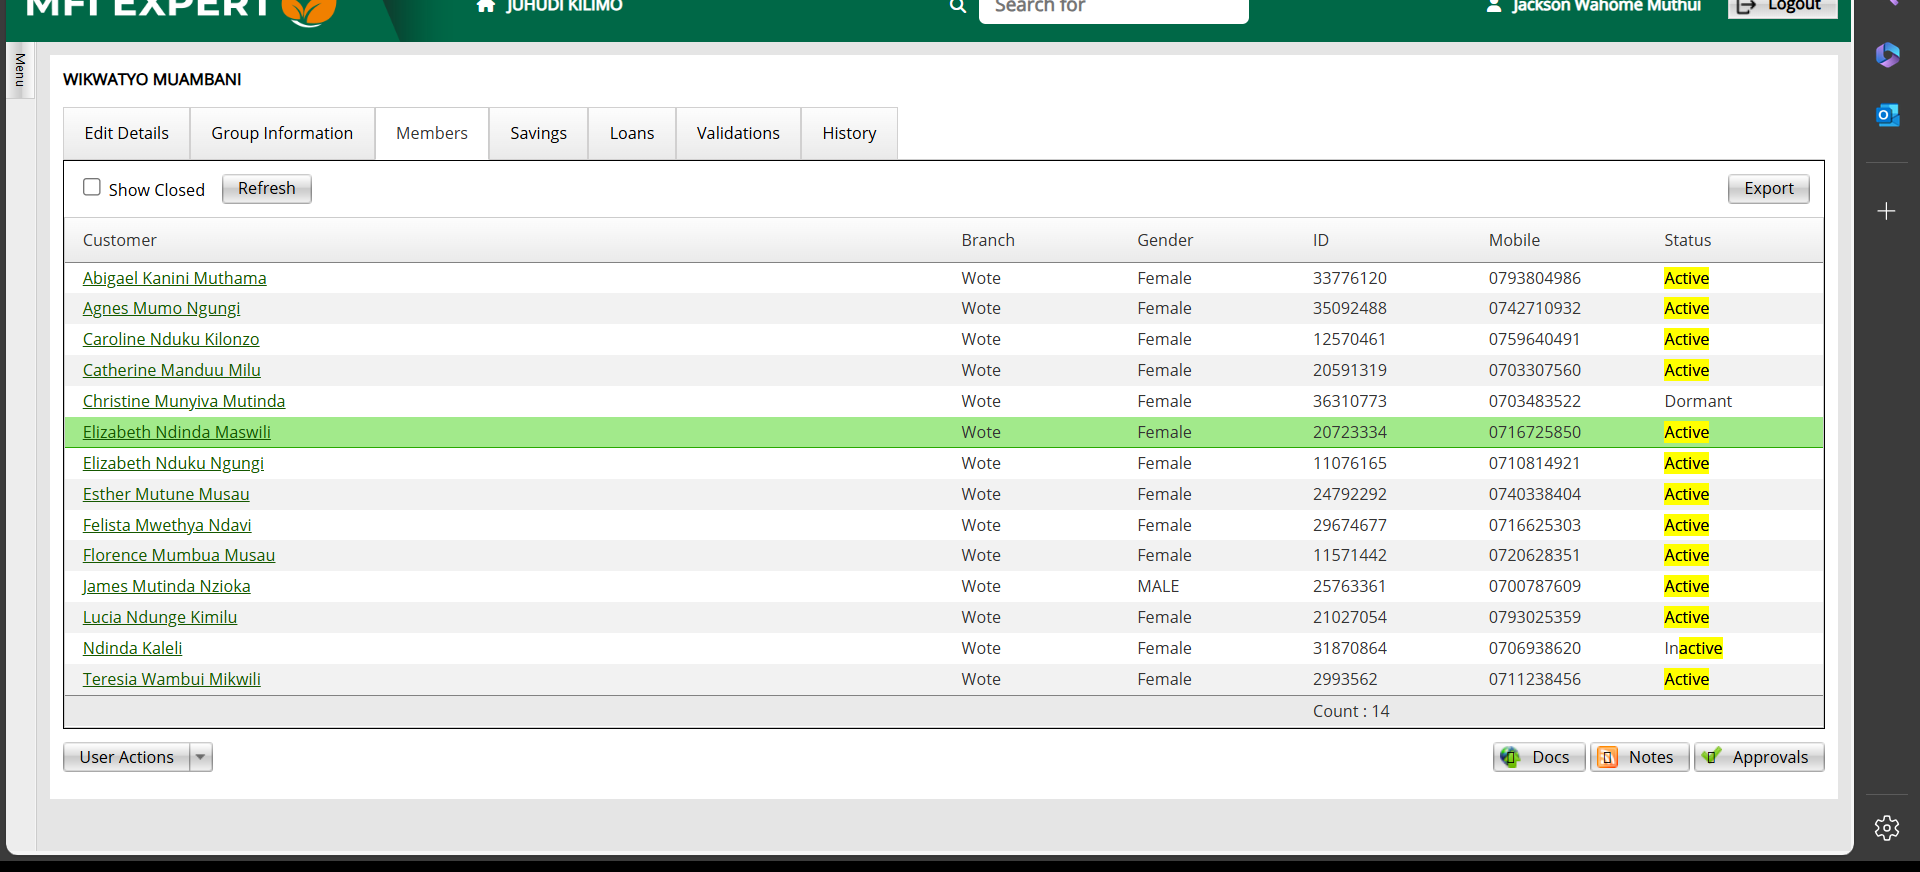 MFI EXPERT
JUHUDI KILIMO
Search for
Jackson Wahome Muthui
Logout
Menu
WIKWATYO MUAMBANI
Edit Details Group Information Members Savings Loans Validations History
Show Closed Refresh Export
Customer Branch Gender ID Mobile Status
Abigael Kanini Muthama Wote Female 33776120 0793804986 Active
Agnes Mumo Ngungi Wote Female 35092488 0742710932 Active
Caroline Nduku Kilonzo Wote Female 12570461 0759640491 Active
Catherine Manduu Milu Wote Female 20591319 0703307560 Active
Christine Munyiva Mutinda Wote Female 36310773 0703483522 Dormant
Elizabeth Ndinda Maswili Wote Female 20723334 0716725850 Active
Elizabeth Nduku Ngungi Wote Female 11076165 0710814921 Active
Esther Mutune Musau Wote Female 24792292 0740338404 Active
Felista Mwethya Ndavi Wote Female 29674677 0716625303 Active
Florence Mumbua Musau Wote Female 11571442 0720628351 Active
James Mutinda Nzioka Wote MALE 25763361 0700787609 Active
Lucia Ndunge Kimilu Wote Female 21027054 0793025359 Active
Ndinda Kaleli Wote Female 31870864 0706938620 Inactive
Teresia Wambui Mikwili Wote Female 2993562 0711238456 Active
Count : 14
User Actions Docs Notes Approvals